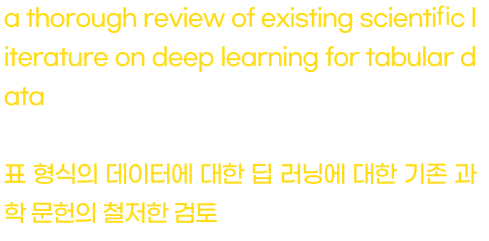 a thorough review of existing scientific l
iterature on deep learning for tabular d
ata
표 형식의 데이터에 대한 딥 러닝에 대한 기존 과
학 문헌의 철저한 검토